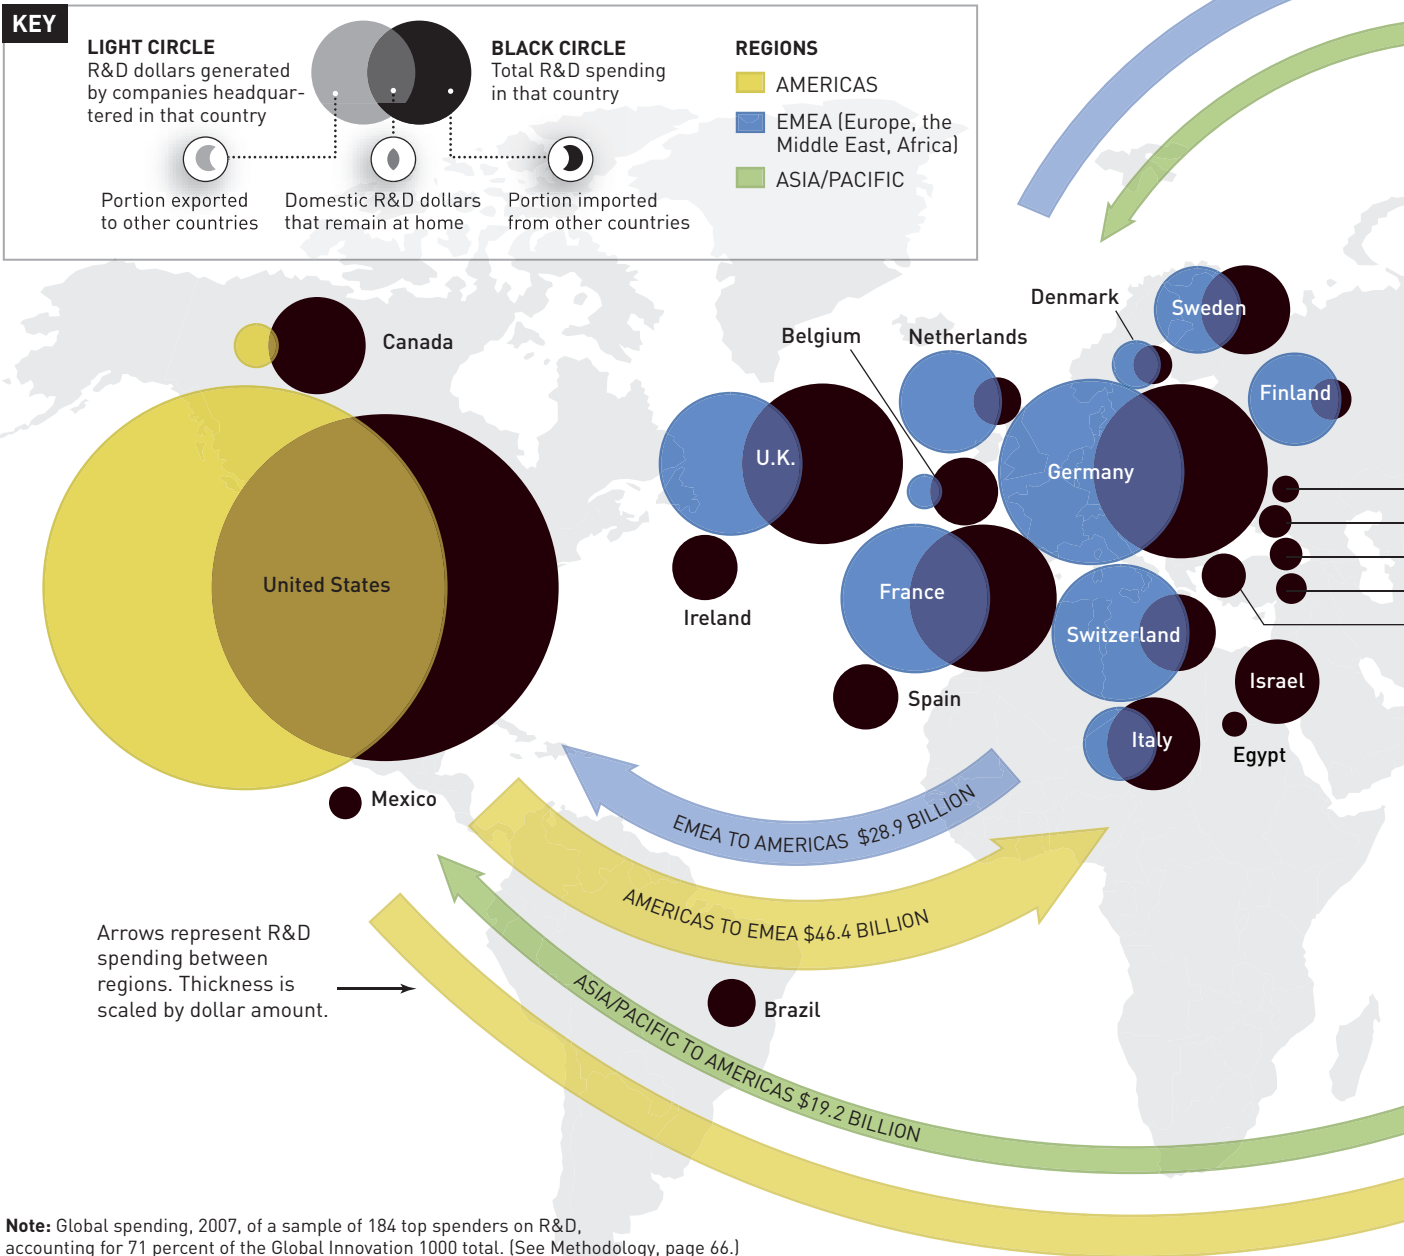 KEY
LIGHT CIRCLE
R&D dollars generated
by companies headquar-
tered in that country
BLACK CIRCLE
Total R&D spending
in that country
Portion exported
to other countries
Domestic R&D dollars
that remain at home
Portion imported
from other countries
REGIONS
AMERICAS
EMEA (Europe, the
Middle East, Africa)
ASIA/PACIFIC
Canada
United States
Mexico
Belgium
Netherlands
Denmark
Sweden
Finland
U.K.
Germany
Ireland
France
Switzerland
Spain
Israel
Italy
Egypt
EMEA TO AMERICAS $28.9 BILLION
AMERICAS TO EMEA $46.4 BILLION
ASIA/PACIFIC TO AMERICAS $19.2 BILLION
Brazil
Arrows represent R&D
spending between
regions. Thickness is
scaled by dollar amount.
Note: Global spending, 2007, of a sample of 184 top spenders on R&D,
accounting for 71 percent of the Global Innovation 1000 total. (See Methodology, page 66.)